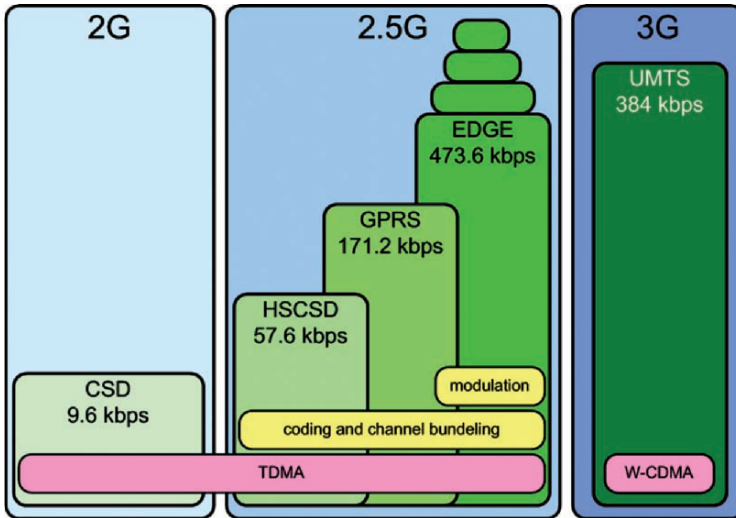 2G
2.5G
3G
UMTS
384 kbps
EDGE
473.6 kbps
GPRS
171.2 kbps
HSCSD
57.6 kbps
CSD
9.6 kbps
modulation
coding and channel bundeling
TDMA
W-CDMA